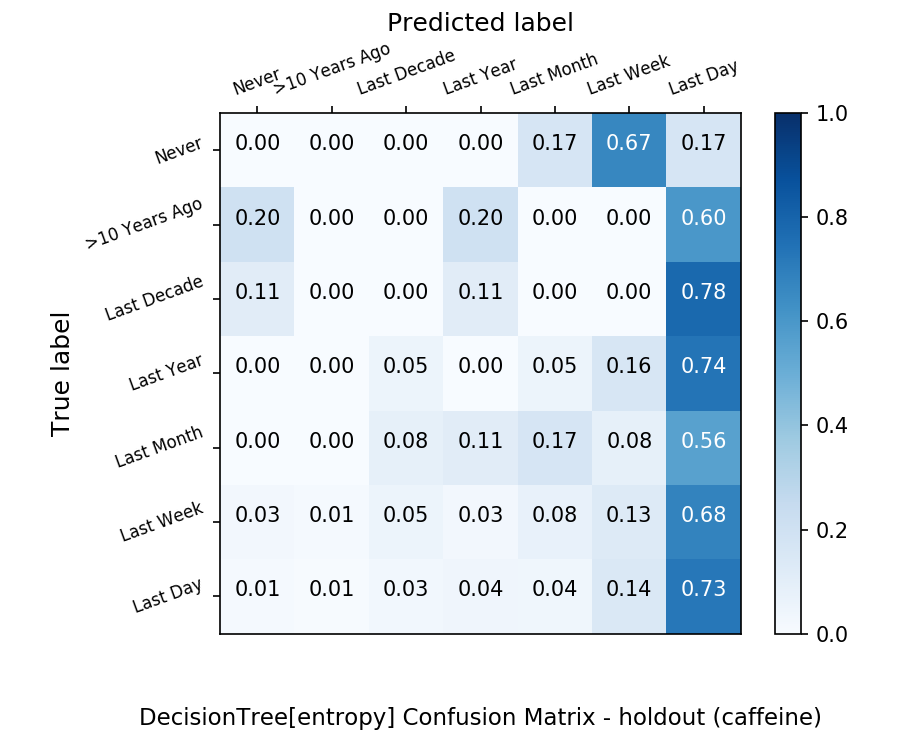 Predicted label
Never >10 Years Ago Last Decade Last Year Last Month Last Week Last Day
True label
Never 0.00 0.00 0.00 0.00 0.17 0.67 0.17
>10 Years Ago 0.20 0.00 0.00 0.20 0.00 0.00 0.60
Last Decade 0.11 0.00 0.00 0.11 0.00 0.00 0.78
Last Year 0.00 0.00 0.05 0.00 0.05 0.16 0.74
Last Month 0.00 0.00 0.08 0.11 0.17 0.08 0.56
Last Week 0.03 0.01 0.05 0.03 0.08 0.13 0.68
Last Day 0.01 0.01 0.03 0.04 0.04 0.14 0.73
1.0
0.8
0.6
0.4
0.2
0.0
DecisionTree[entropy] Confusion Matrix - holdout (caffeine)